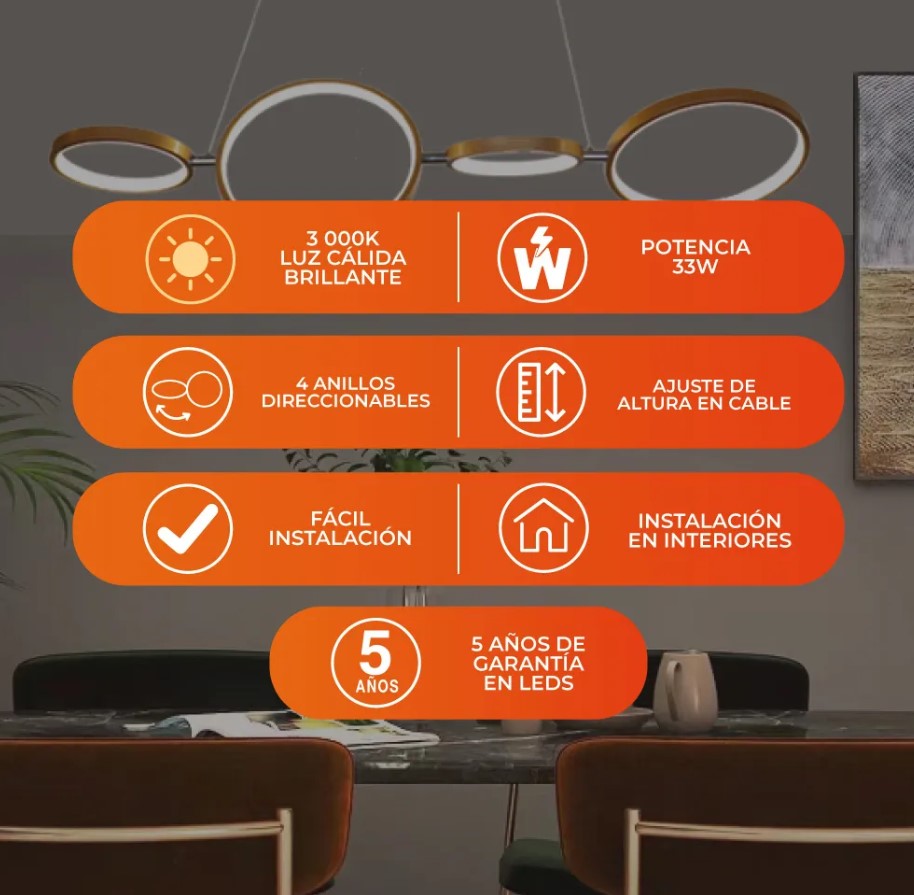 3 000K
LUZ CÁLIDA
BRILLANTE
W
POTENCIA
33W
4 ANILLOS
DIRECCIONABLES
AJUSTE DE
ALTURA EN CABLE
FÁCIL
INSTALACIÓN
INSTALACIÓN
EN INTERIORES
5
AÑOS
5 AÑOS DE
GARANTÍA
EN LEDS